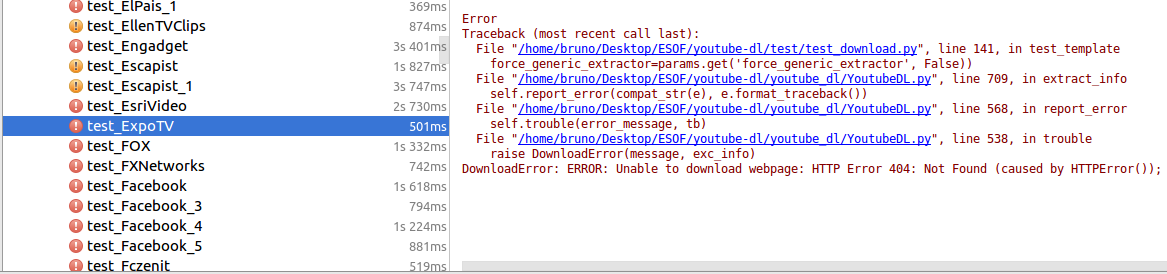 test_ElPais_1 369ms
test_EllenTVClips 874ms
test_Engadget 3s 401ms
test_Escapist 1s 827ms
test_Escapist_1 3s 747ms
test_EsriVideo 2s 730ms
test_ExpoTV 501ms
test_FOX 1s 332ms
test_FXNetworks 742ms
test_Facebook 1s 618ms
test_Facebook_3 794ms
test_Facebook_4 1s 224ms
test_Facebook_5 881ms
test_Fczenit 519ms
Error
Traceback (most recent call last):
File "/home/bruno/Desktop/ESOF/youtube-dl/test/test_download.py", line 141, in test_template
force_generic_extractor=params.get('force_generic_extractor', False))
File "/home/bruno/Desktop/ESOF/youtube-dl/youtube_dl/YoutubeDL.py", line 709, in extract_info
self.report_error(compat_str(e), e.format_traceback())
File "/home/bruno/Desktop/ESOF/youtube-dl/youtube_dl/YoutubeDL.py", line 568, in report_error
self.trouble(error_message, tb)
File "/home/bruno/Desktop/ESOF/youtube-dl/youtube_dl/YoutubeDL.py", line 538, in trouble
raise DownloadError(message, exc_info)
DownloadError: ERROR: Unable to download webpage: HTTP Error 404: Not Found (caused by HTTPError());